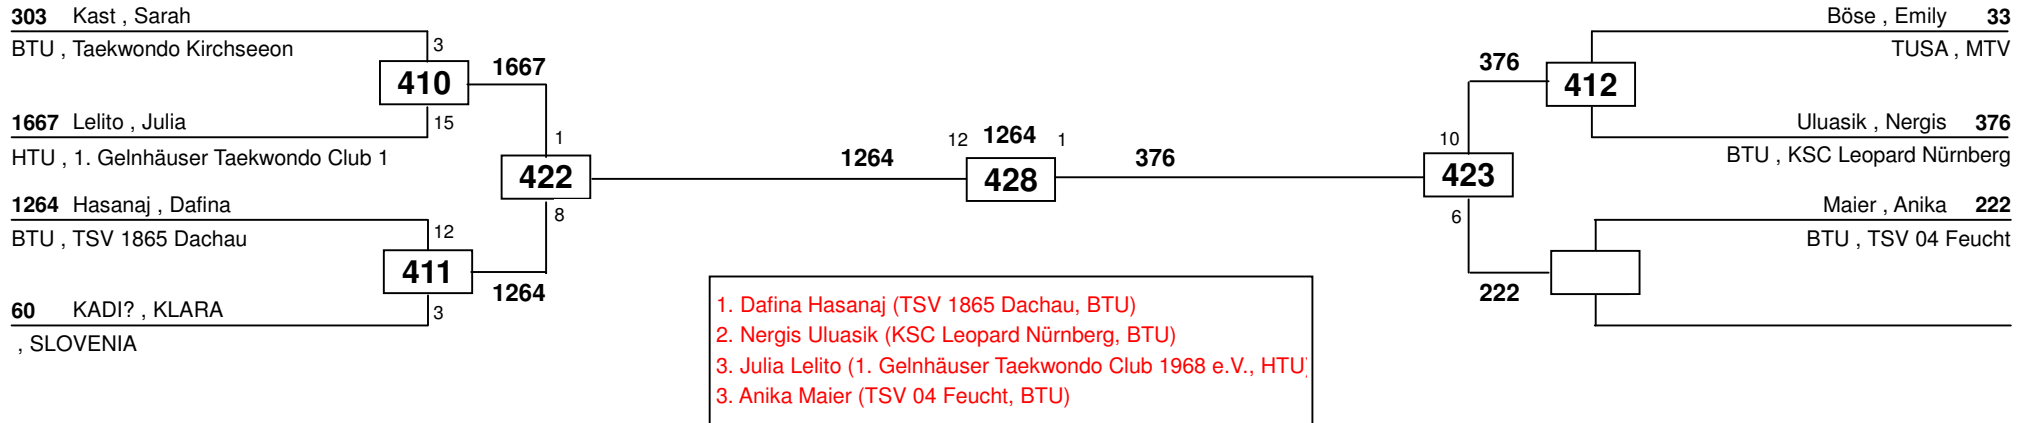 303 Kast , Sarah
BTU , Taekwondo Kirchseeon
3
410
1667
1667 Lelito , Julia
15
HTU , 1. Gelnhäuser Taekwondo Club 1
1
422
8
1264 Hasanaj , Dafina
BTU , TSV 1865 Dachau
12
411
1264
60 KADI? , KLARA
3
, SLOVENIA
1264
12 1264 1
428
376
Böse , Emily 33
TUSA , MTV
376
412
Uluasik , Nergis 376
BTU , KSC Leopard Nürnberg
10
423
6
Maier , Anika 222
BTU , TSV 04 Feucht
222
1. Dafina Hasanaj (TSV 1865 Dachau, BTU)
2. Nergis Uluasik (KSC Leopard Nürnberg, BTU)
3. Julia Lelito (1. Gelnhäuser Taekwondo Club 1968 e.V., HTU)
3. Anika Maier (TSV 04 Feucht, BTU)